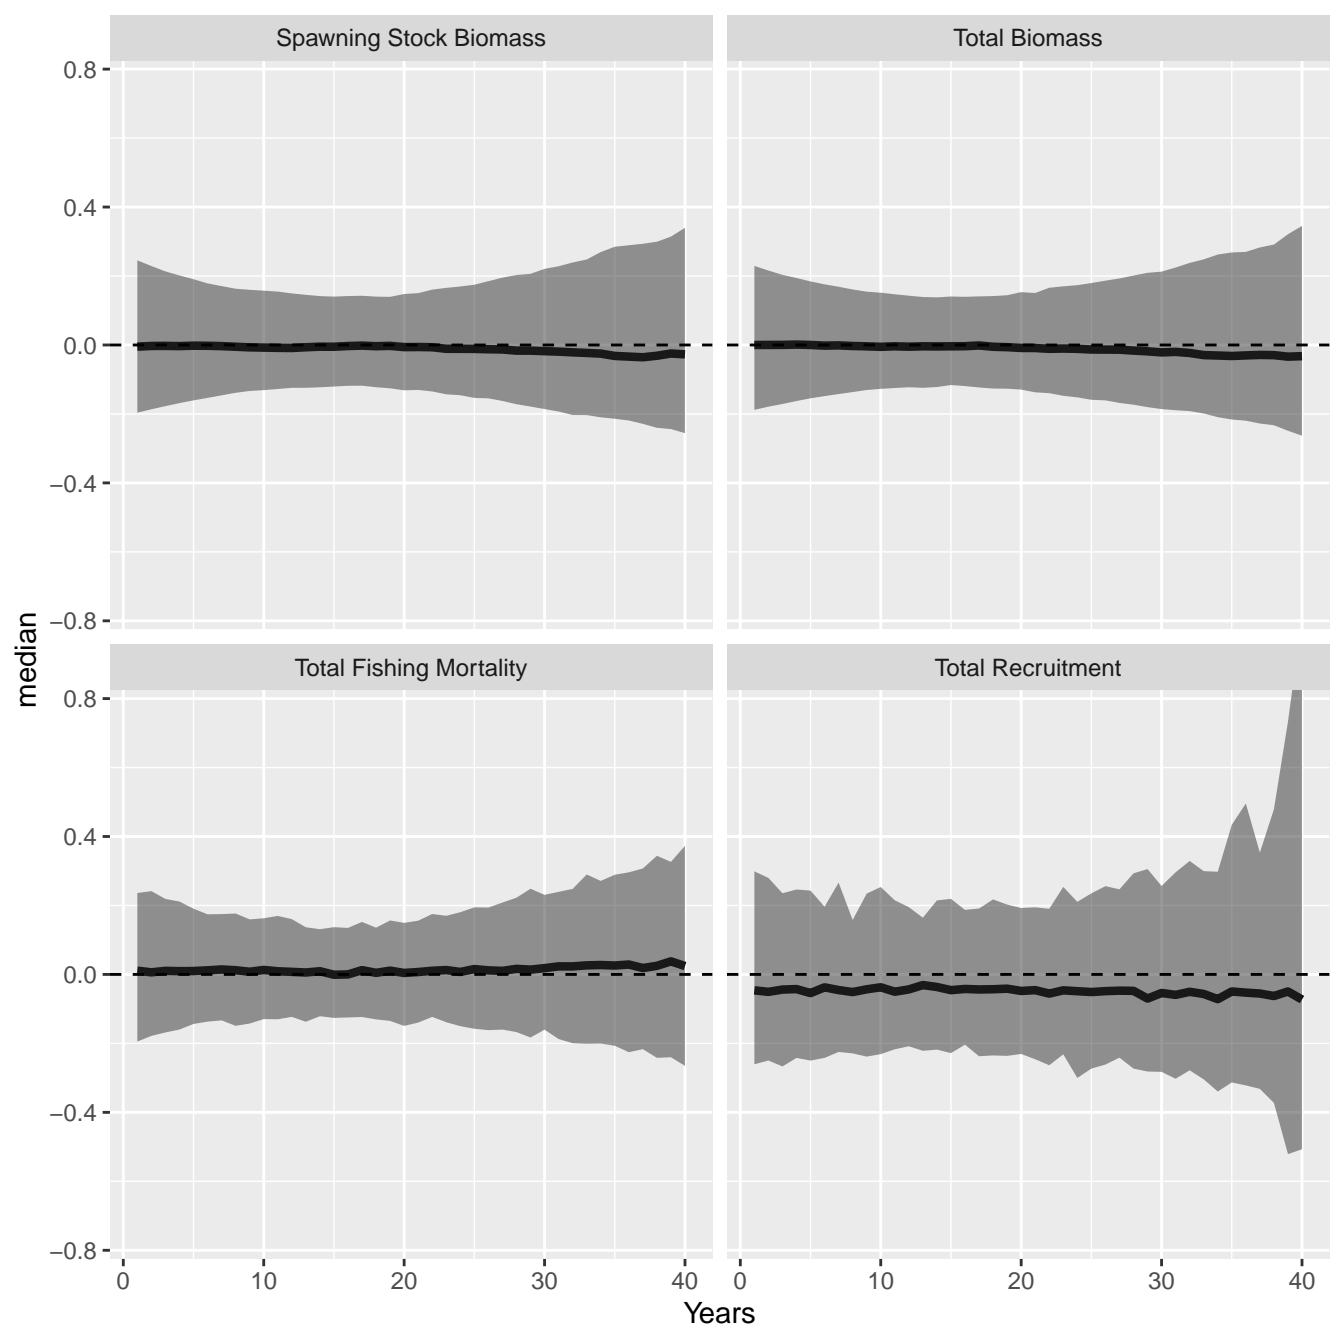 Spawning Stock Biomass
Total Biomass
0.8
0.4
0.0
−0.4
−0.8
median
Total Fishing Mortality
Total Recruitment
0.8
0.4
0.0
−0.4
−0.8
0 10 20 30 40
0 10 20 30 40
Years